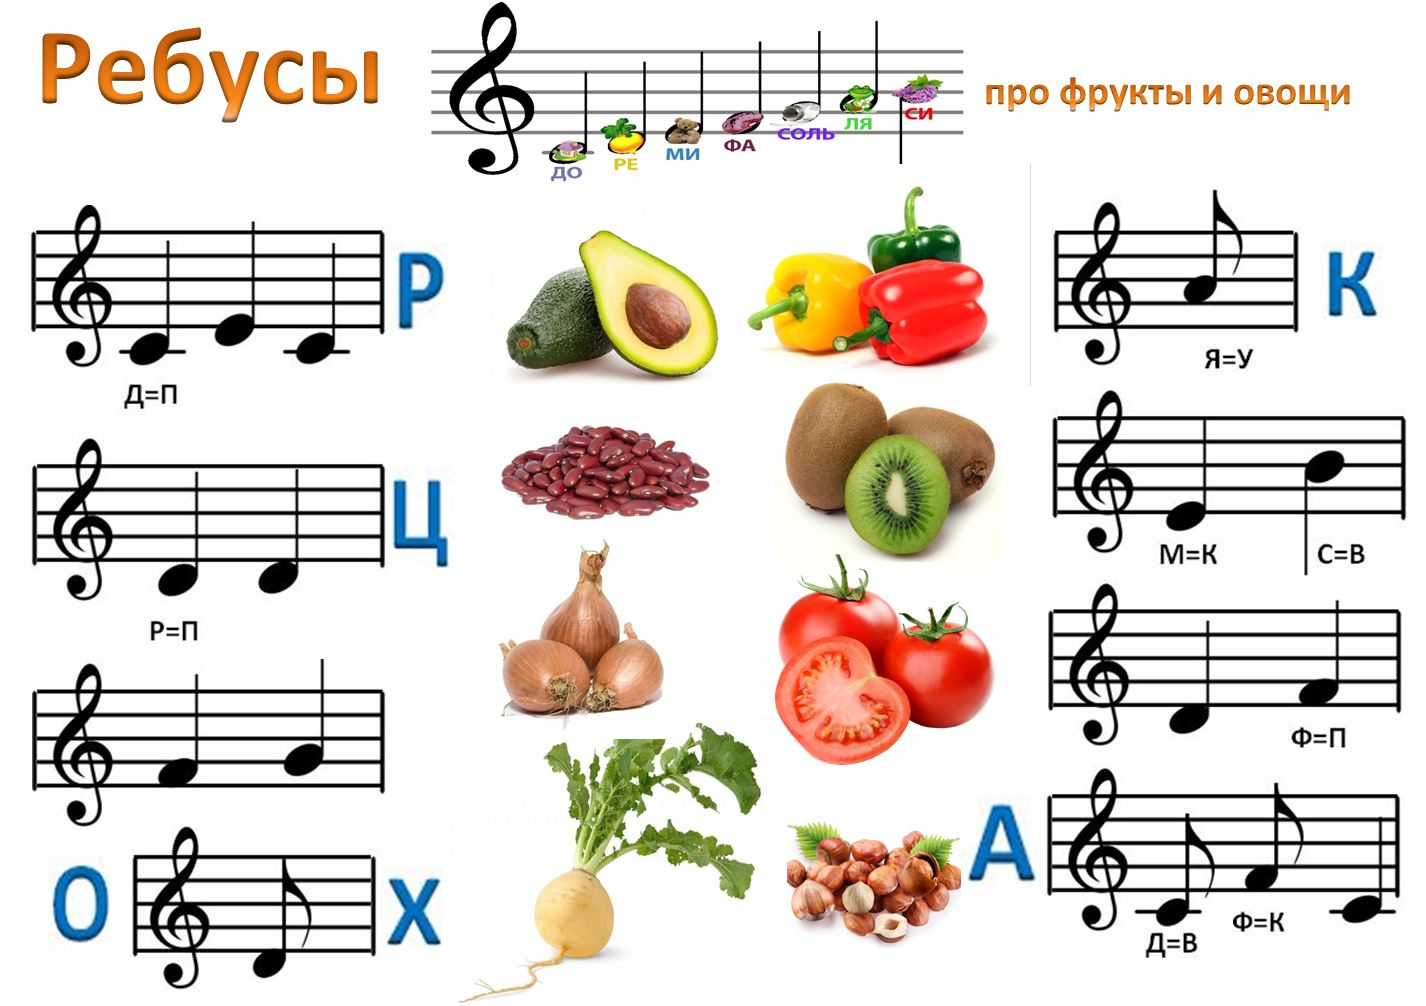 Ребусы
про фрукты и овощи
ДО РЕ МИ ФА СОЛЬ ЛЯ СИ
Р
Д=П
Ц
Р=П
О Х
К
Я=У
М=К С=В
Ф=П
А
Д=В Ф=К